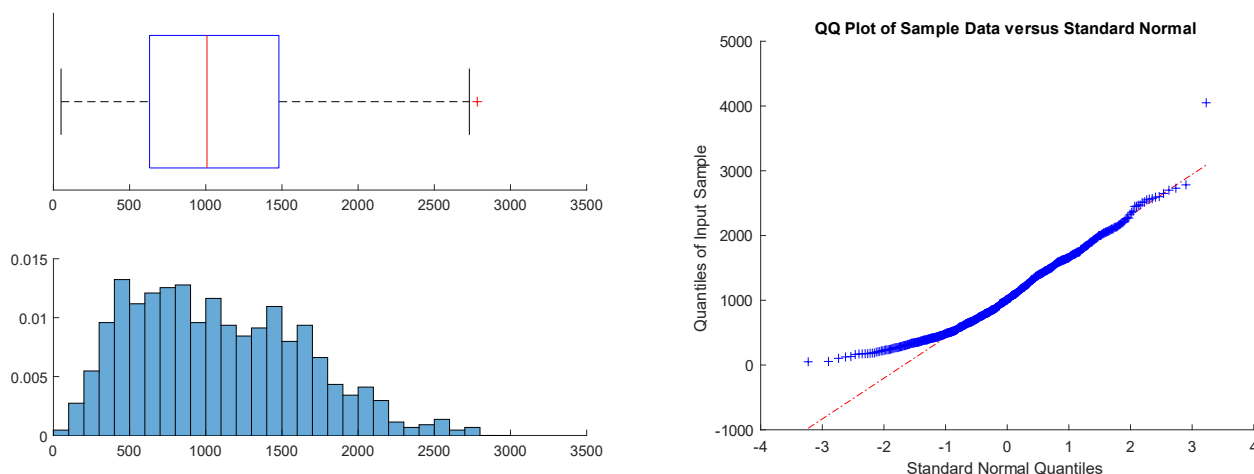 0 500 1000 1500 2000 2500 3000 3500
0.015
0.01
0.005
0
0 500 1000 1500 2000 2500 3000 3500
QQ Plot of Sample Data versus Standard Normal
5000
4000
3000
2000
1000
0
-1000
Quantiles of Input Sample
-4 -3 -2 -1 0 1 2 3 4
Standard Normal Quantiles